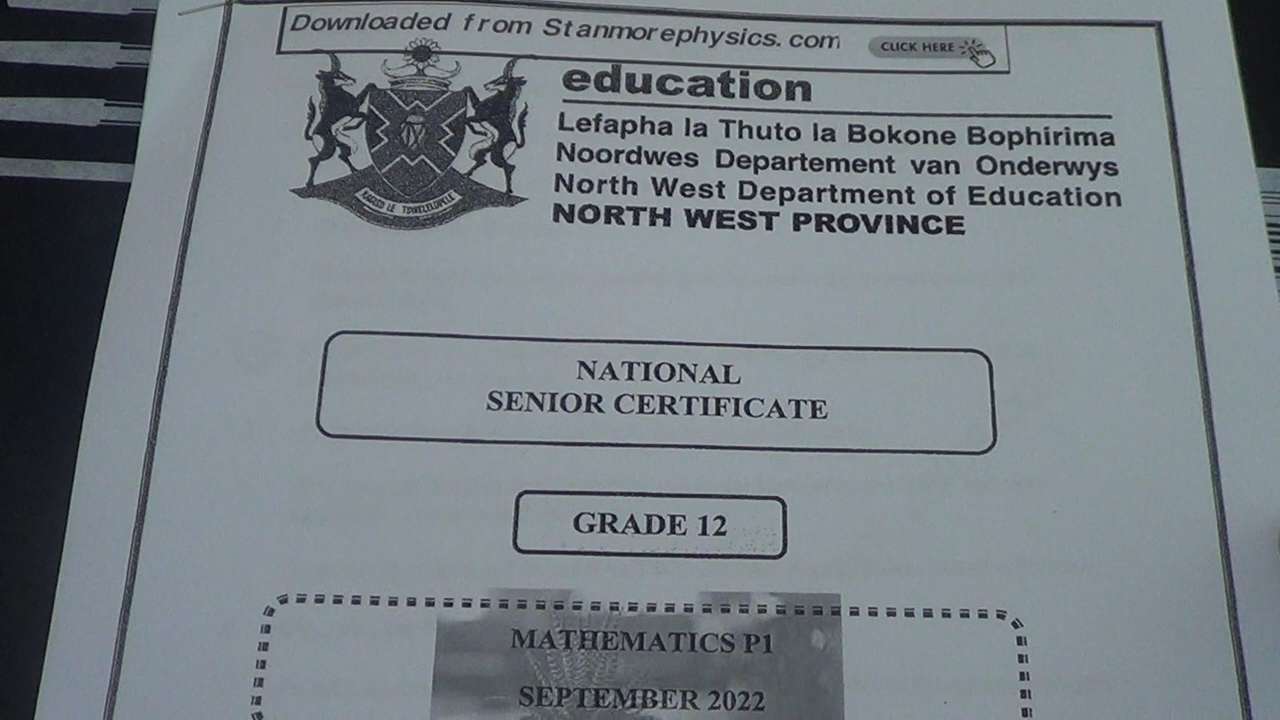 Downloaded from Stanmorephysics.com
CLICK HERE
education
Lefapha la Thuto la Bokone Bophirima
Noordwes Departement van Onderwys
North West Department of Education
NORTH WEST PROVINCE
NATIONAL
SENIOR CERTIFICATE
GRADE 12
MATHEMATICS P1
SEPTEMBER 2022